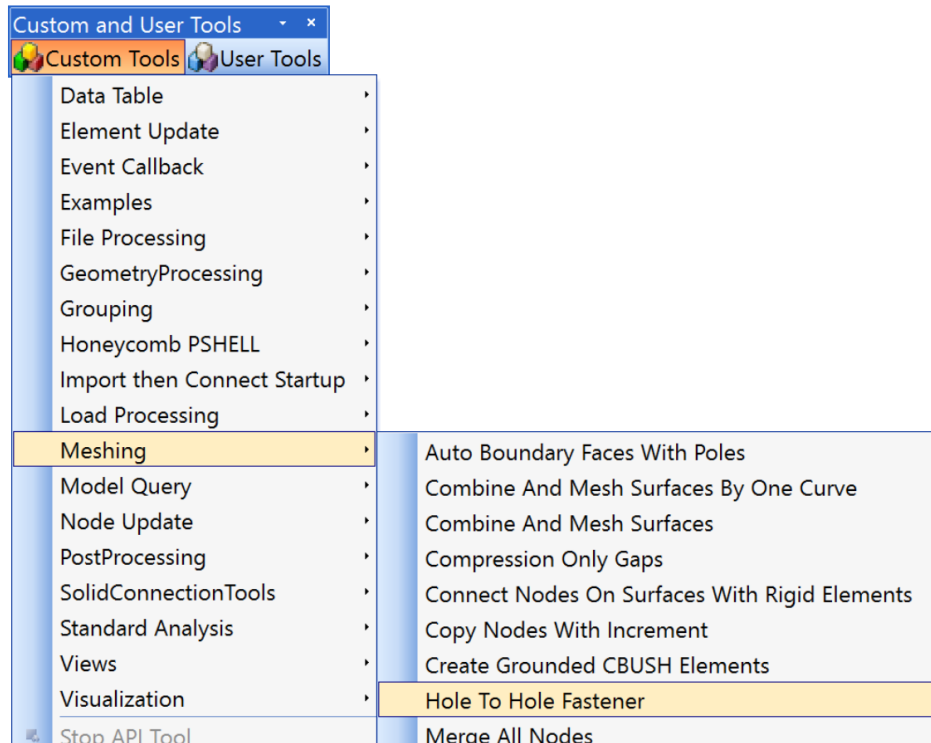 Custom and User Tools
Custom Tools User Tools
Data Table
Element Update
Event Callback
Examples
File Processing
GeometryProcessing
Grouping
Honeycomb PSHELL
Import then Connect Startup
Load Processing
Meshing
Model Query
Node Update
PostProcessing
SolidConnectionTools
Standard Analysis
Views
Visualization
Stop API Tool
Auto Boundary Faces With Poles
Combine And Mesh Surfaces By One Curve
Combine And Mesh Surfaces
Compression Only Gaps
Connect Nodes On Surfaces With Rigid Elements
Copy Nodes With Increment
Create Grounded CBUSH Elements
Hole To Hole Fastener
Merge All Nodes